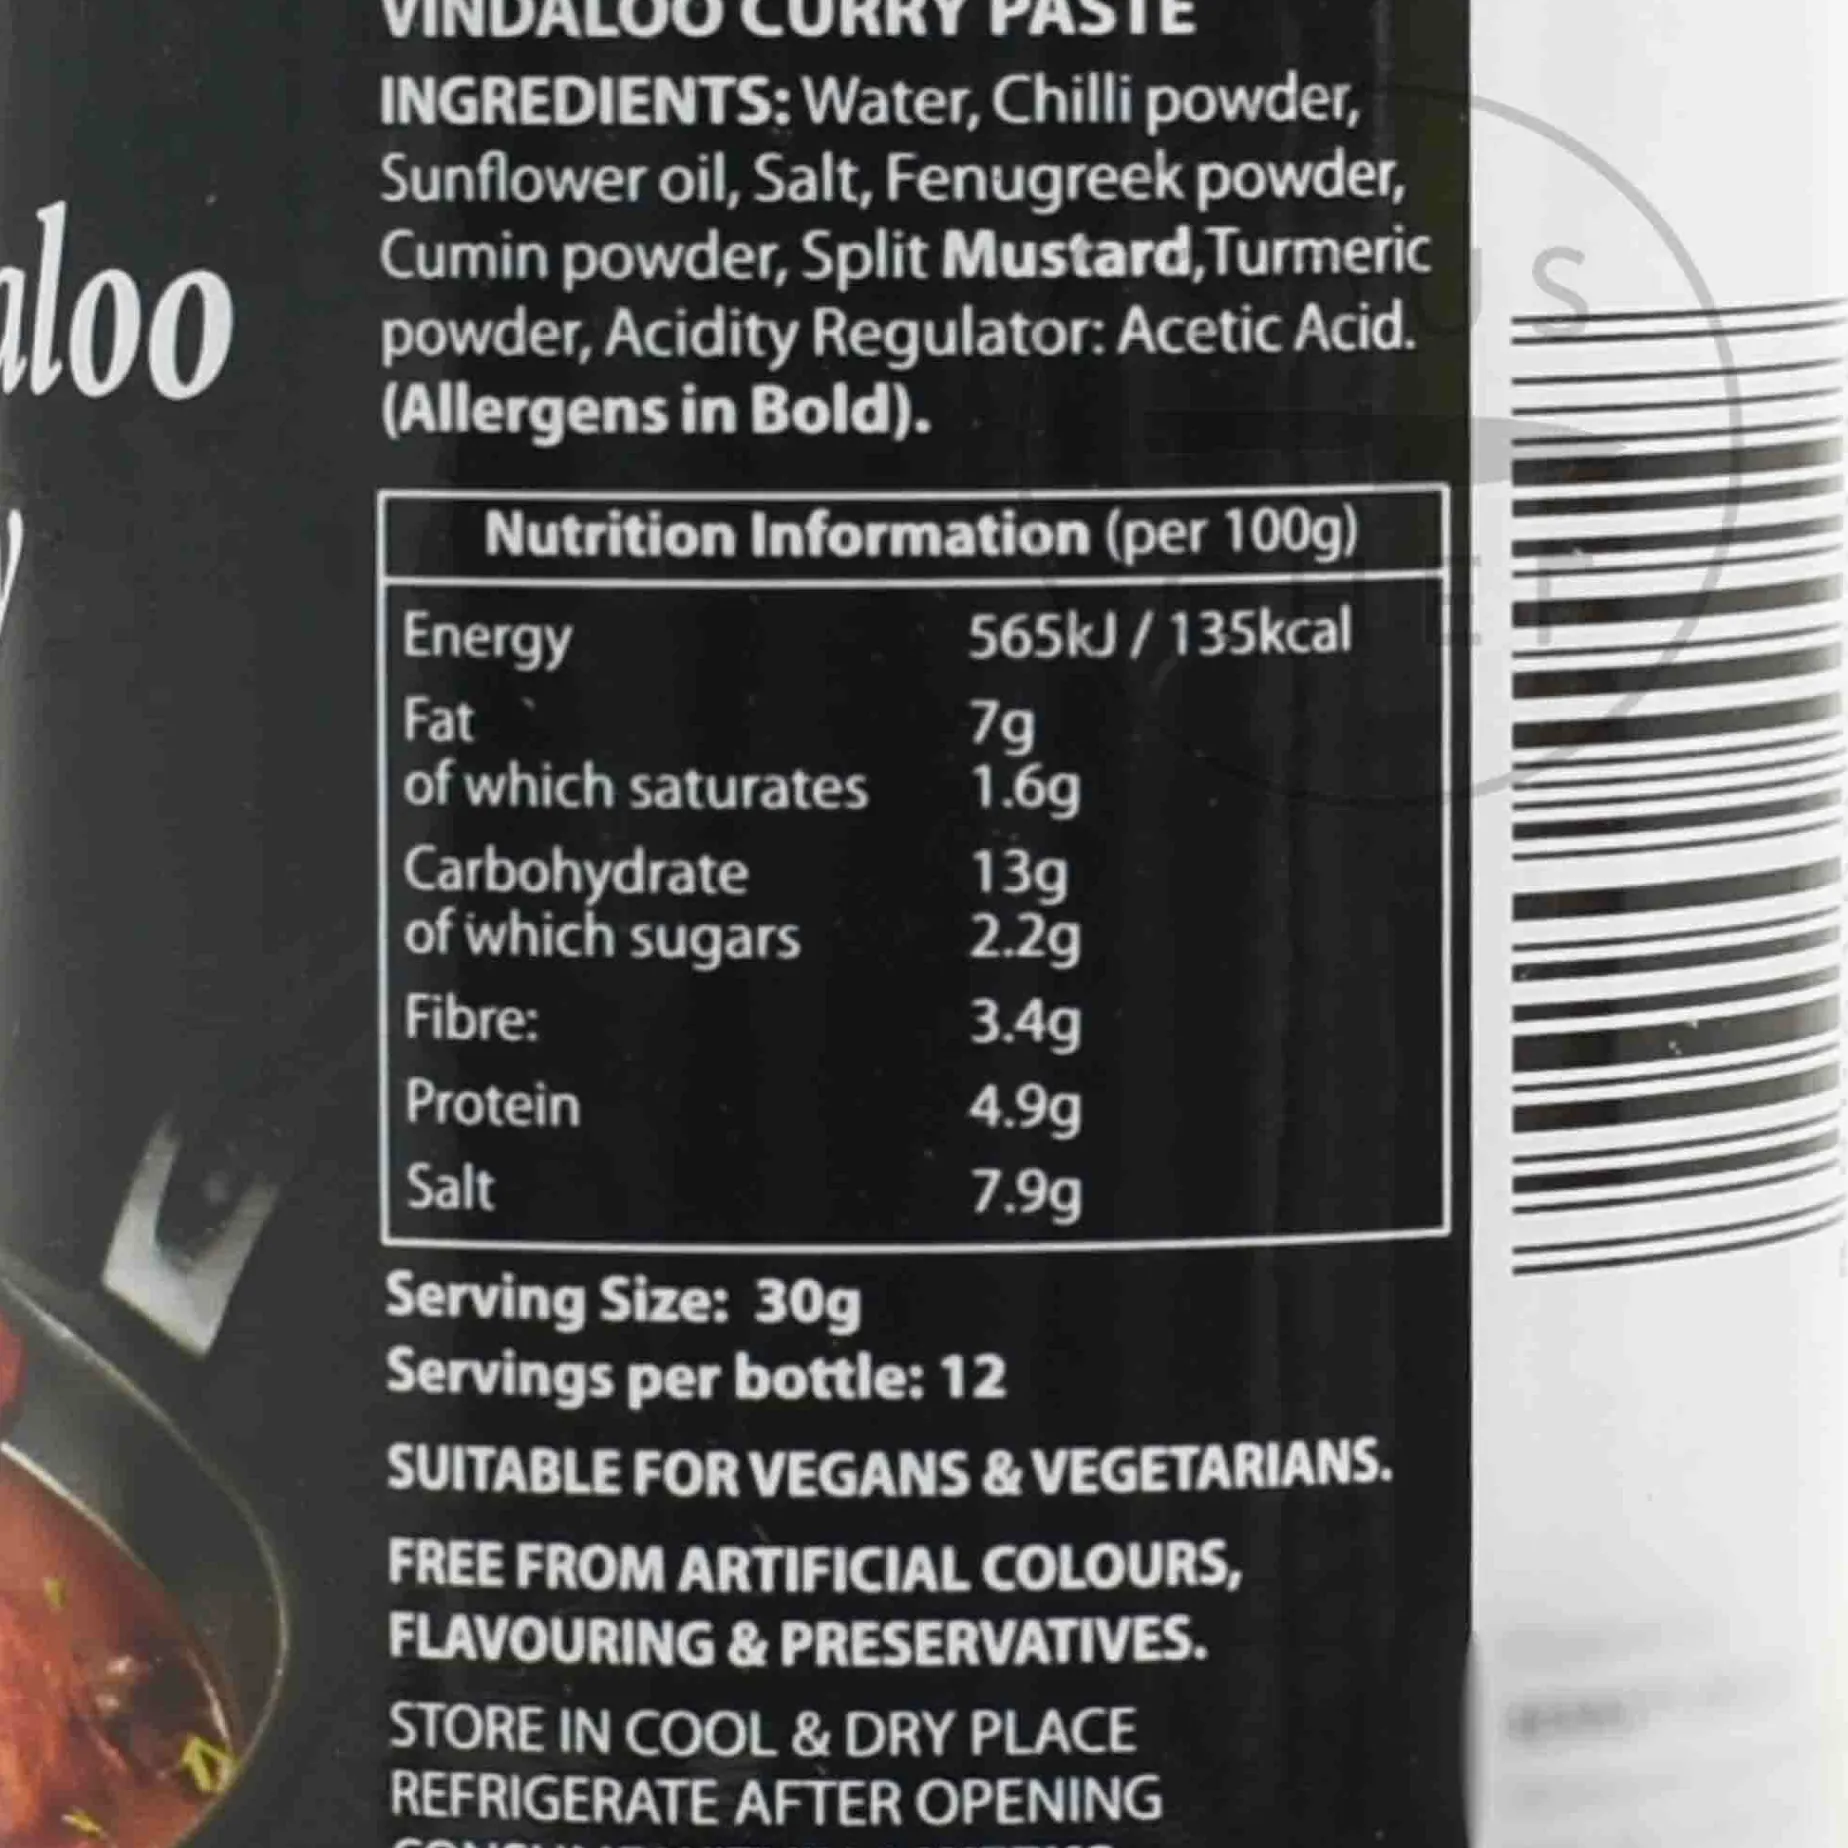 aloo
y
VINDALOO CURRY PASTE
INGREDIENTS: Water, Chilli powder,
Sunflower oil, Salt, Fenugreek powder,
Cumin powder, Split Mustard,Turmeric
powder, Acidity Regulator: Acetic Acid.
(Allergens in Bold).
Nutrition Information (per 100g)
Energy 565kJ / 135kcal
Fat 7g
of which saturates 1.6g
Carbohydrate 13g
of which sugars 2.2g
Fibre: 3.4g
Protein 4.9g
Salt 7.9g
Serving Size: 30g
Servings per bottle: 12
SUITABLE FOR VEGANS & VEGETARIANS.
FREE FROM ARTIFICIAL COLOURS,
FLAVOURING & PRESERVATIVES.
STORE IN COOL & DRY PLACE
REFRIGERATE AFTER OPENING